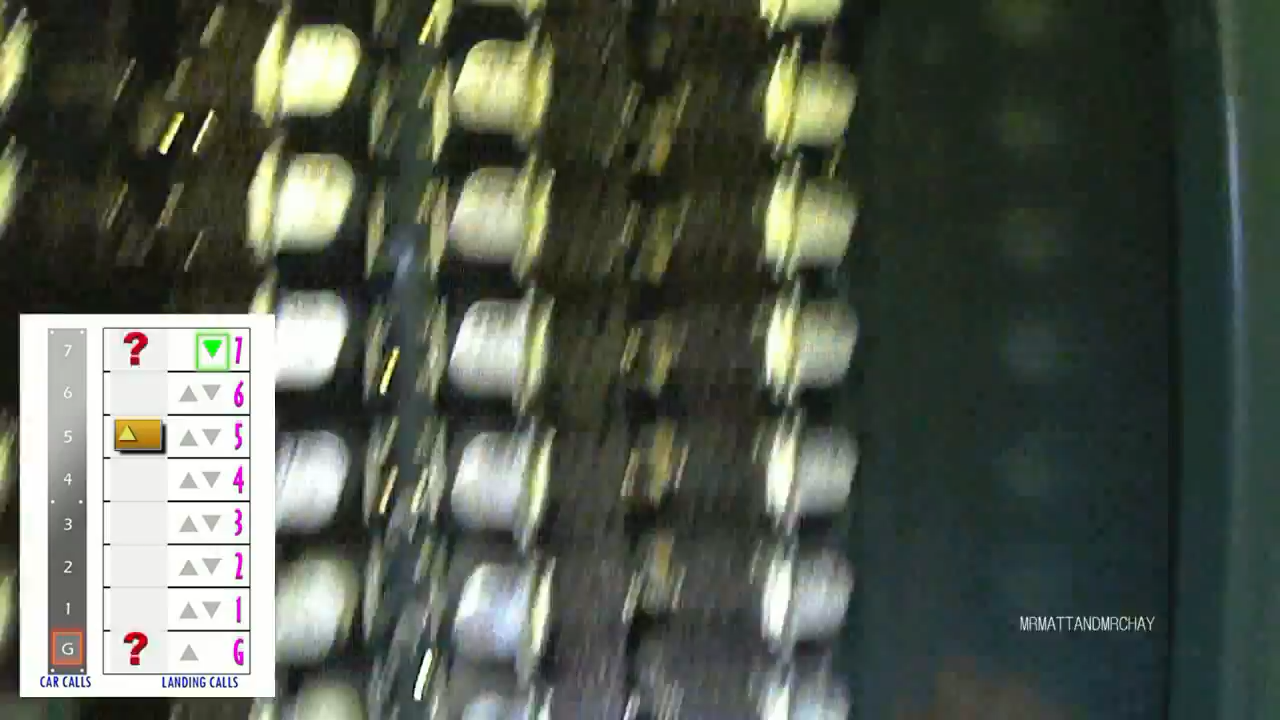 7 ? ▼ 7
6 ▲▼ 6
5 ▲ ▲▼ 5
4 ▲▼ 4
3 ▲▼ 3
2 ▲▼ 2
1 ▲▼ 1
G ? ▲ G
CAR CALLS LANDING CALLS
MRMATTANDMRCHAY